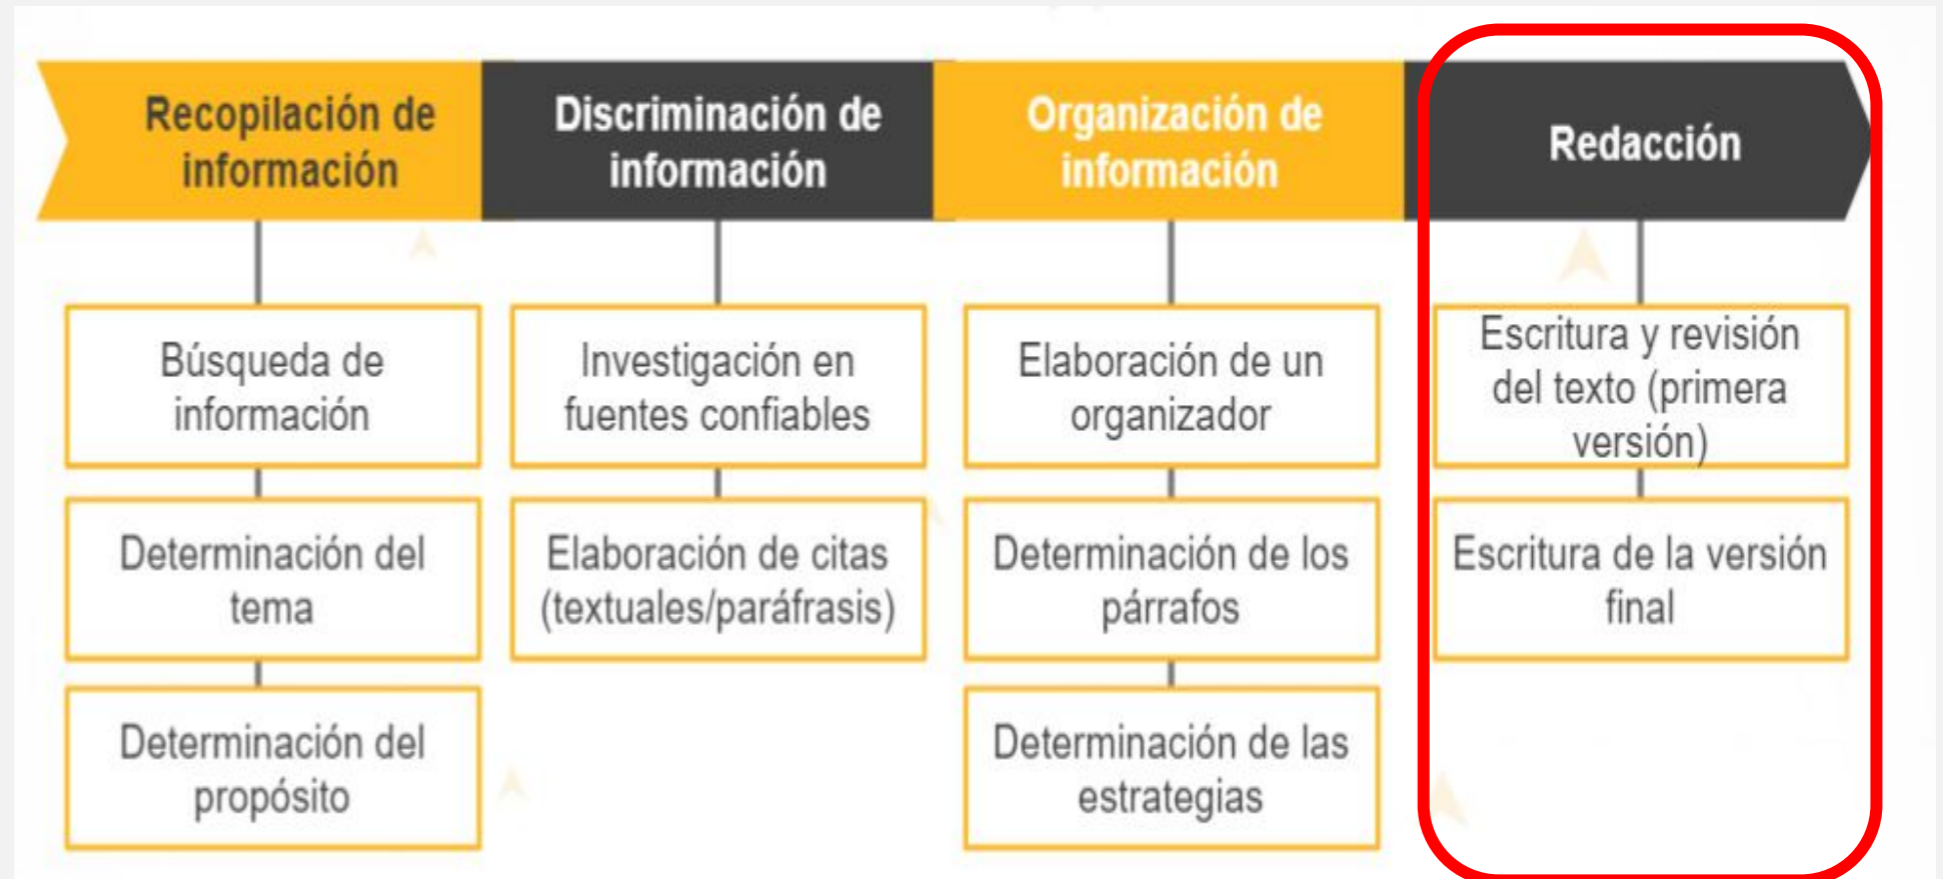 Recopilación de
información
Búsqueda de
información
Determinación del
tema
Determinación del
propósito
Discriminación de
información
Investigación en
fuentes confiables
Elaboración de citas
(textuales/paráfrasis)
Organización de
información
Elaboración de un
organizador
Determinación de los
párrafos
Determinación de las
estrategias
Redacción
Escritura y revisión
del texto (primera
versión)
Escritura de la versión
final